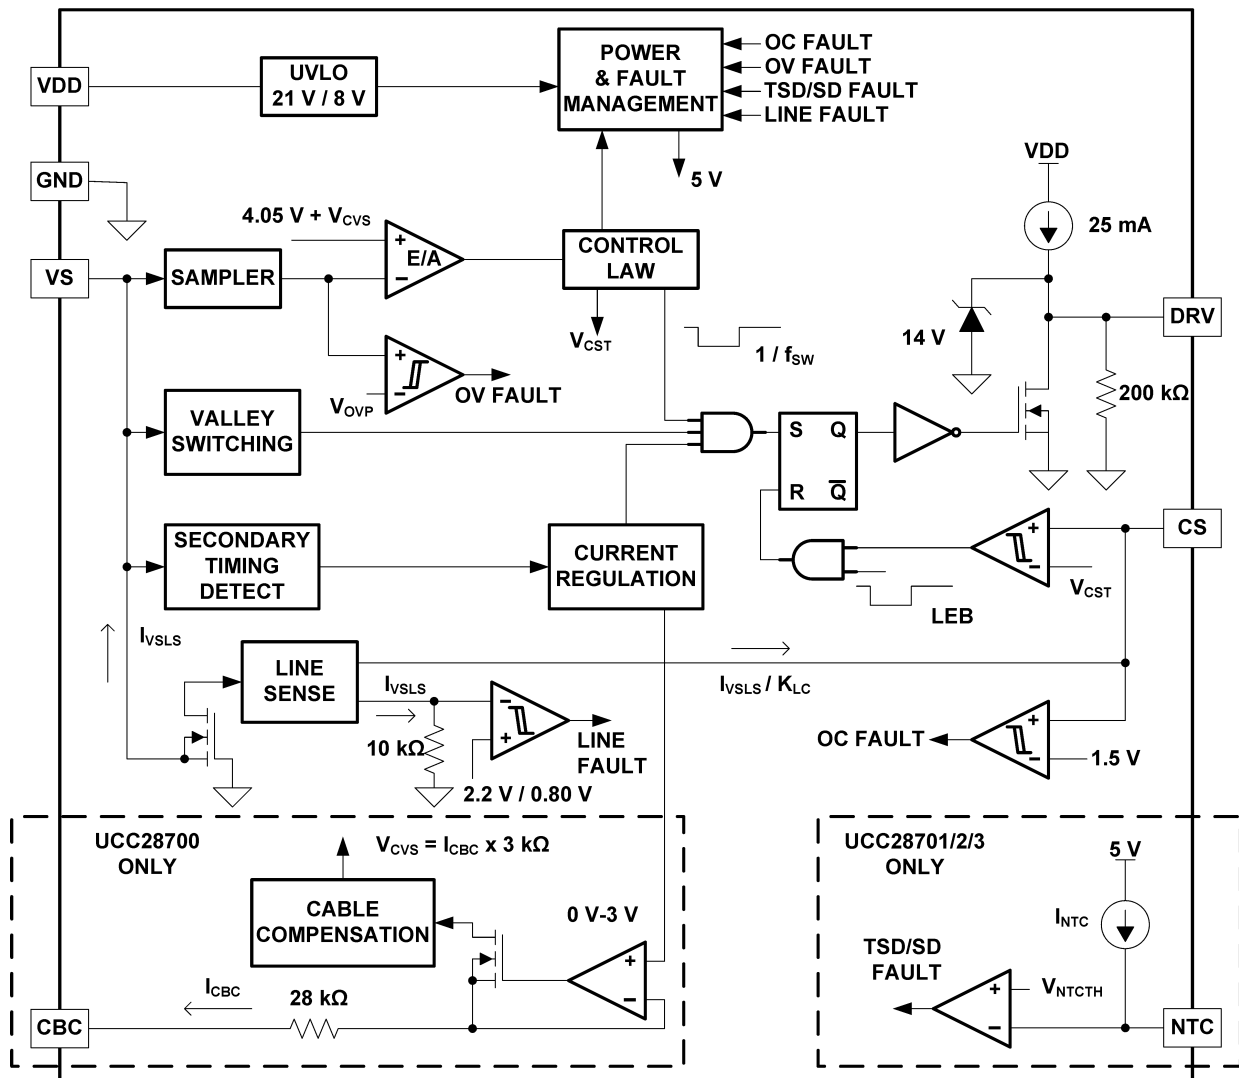 VDD
UVLO
21 V / 8 V
POWER
& FAULT
MANAGEMENT
OC FAULT
OV FAULT
TSD/SD FAULT
LINE FAULT
5 V
GND
VDD
25 mA
4.05 V + VCVS
+
E/A
−
CONTROL
LAW
VS
SAMPLER
VCST
1 / fSW
14 V
DRV
200 kΩ
+
−
VOVP
OV FAULT
VALLEY
SWITCHING
S Q
R Q̅
SECONDARY
TIMING
DETECT
CURRENT
REGULATION
+
−
CS
VCST
LEB
IVSLS
LINE
SENSE
IVSLS
10 kΩ
−
+
2.2 V / 0.80 V
LINE
FAULT
IVSLS / KLC
OC FAULT
+
−
1.5 V
UCC28700
ONLY
VCVS = ICBC x 3 kΩ
CABLE
COMPENSATION
0 V-3 V
+
−
ICBC
28 kΩ
CBC
UCC28701/2/3
ONLY
5 V
INTC
TSD/SD
FAULT
+
−
VNTCTH
NTC